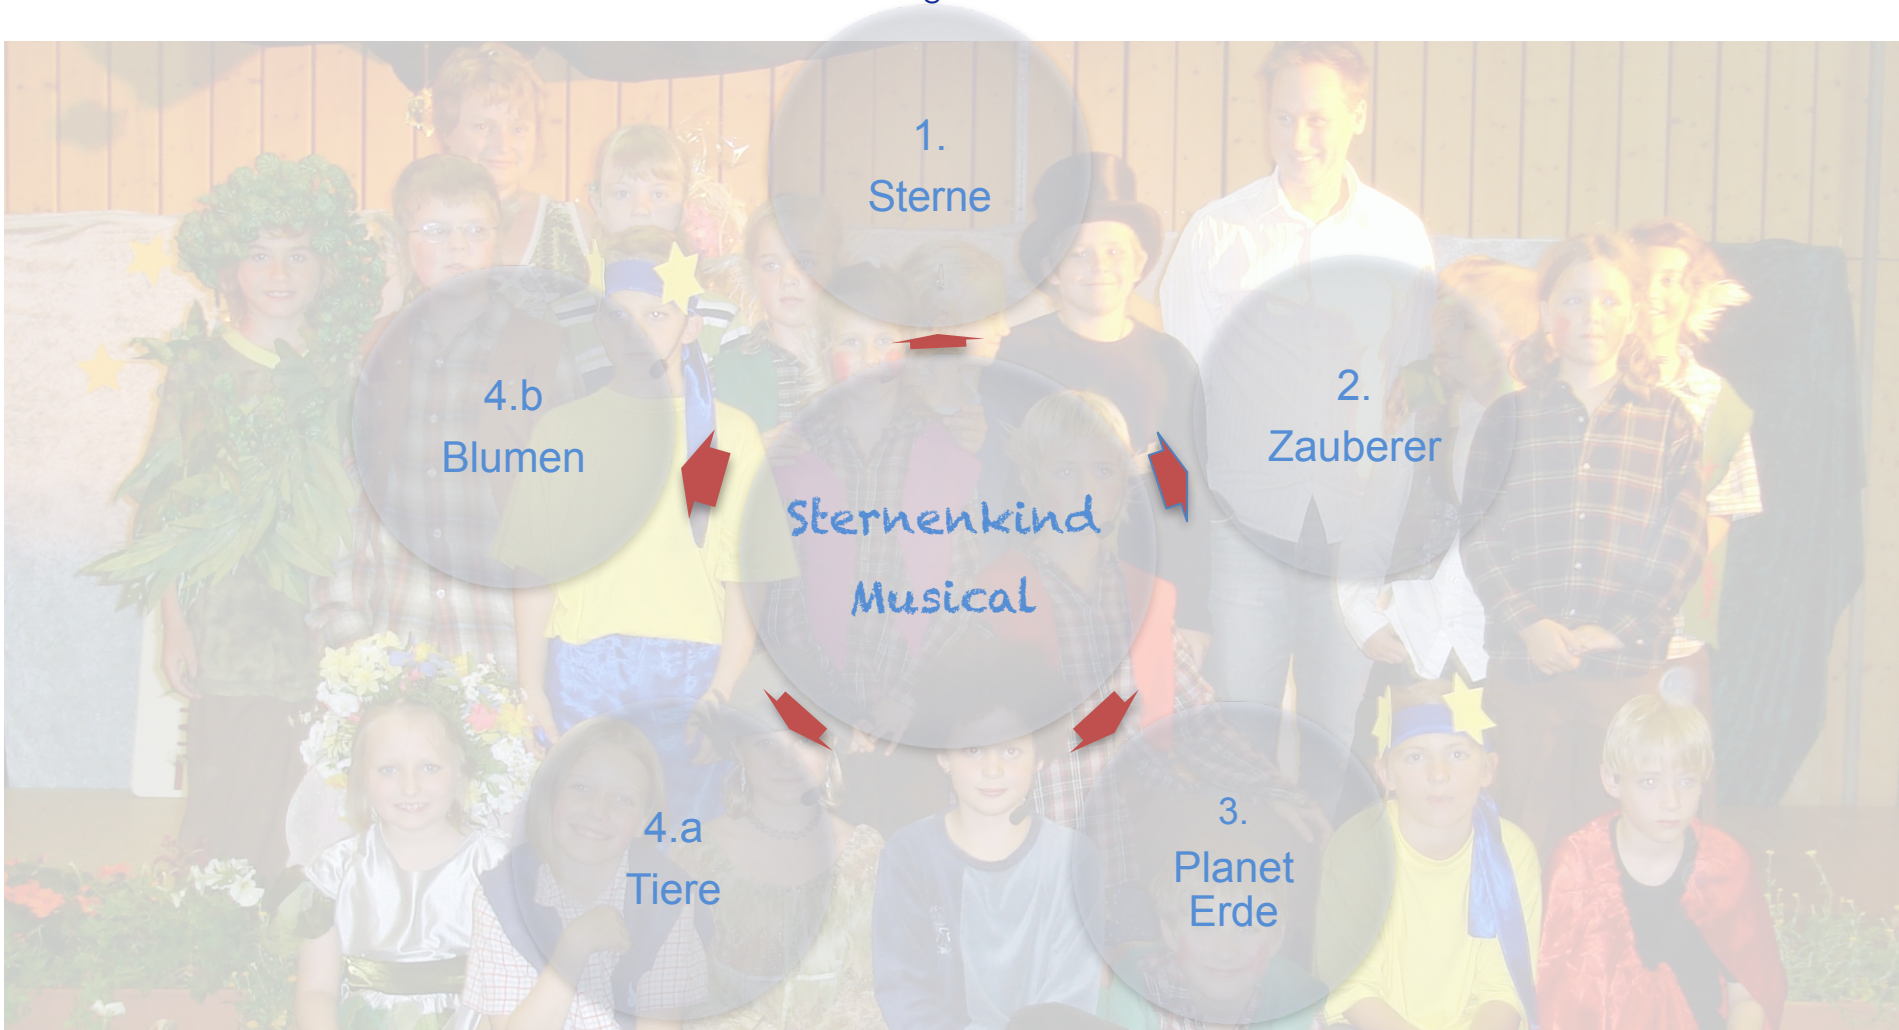 1.
Sterne
2.
Zauberer
3.
Planet
Erde
4.a
Tiere
4.b
Blumen
Sternenkind
Musical